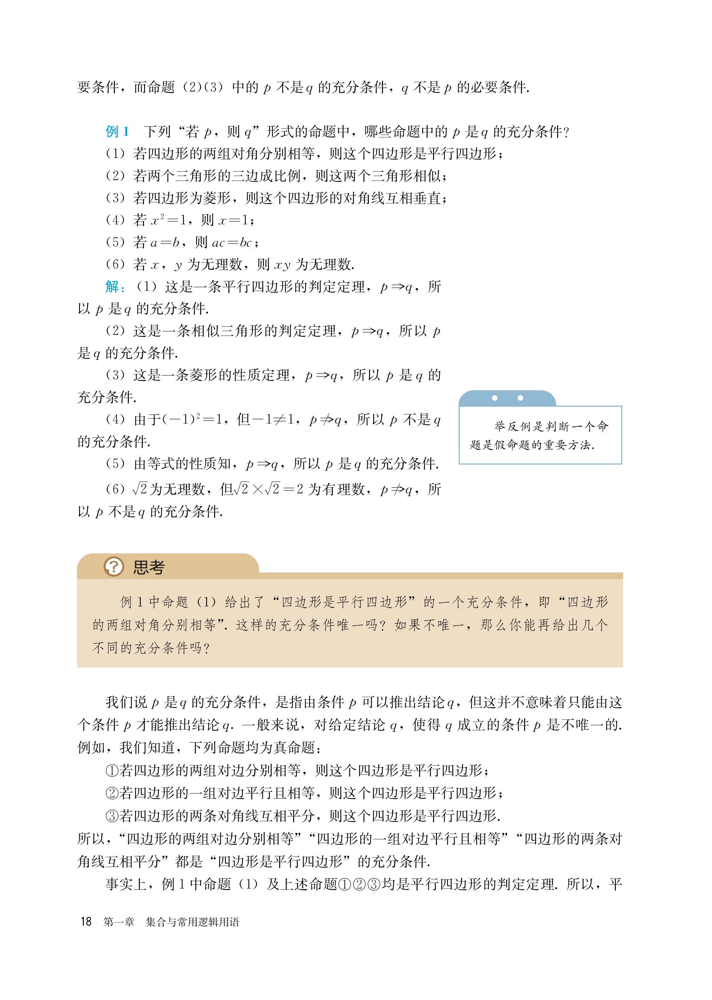 要条件，而命题（2）（3）中的 p 不是 q 的充分条件，q 不是 p 的必要条件．
例 1　下列“若 p，则 q”形式的命题中，哪些命题中的 p 是 q 的充分条件？
（1）若四边形的两组对角分别相等，则这个四边形是平行四边形；
（2）若两个三角形的三边成比例，则这两个三角形相似；
（3）若四边形为菱形，则这个四边形的对角线互相垂直；
（4）若 x²＝1，则 x＝1；
（5）若 a＝b，则 ac＝bc；
（6）若 x，y 为无理数，则 xy 为无理数．
解：（1）这是一条平行四边形的判定定理，p⇒q，所
以 p 是 q 的充分条件．
（2）这是一条相似三角形的判定定理，p⇒q，所以 p
是 q 的充分条件．
（3）这是一条菱形的性质定理，p⇒q，所以 p 是 q 的
充分条件．
（4）由于(－1)²＝1，但－1≠1，p⇏q，所以 p 不是 q
的充分条件．
（5）由等式的性质知，p⇒q，所以 p 是 q 的充分条件．
（6）√2为无理数，但√2×√2＝2 为有理数，p⇏q，所
以 p 不是 q 的充分条件．
举反例是判断一个命
题是假命题的重要方法．
思考
例 1 中命题（1）给出了“四边形是平行四边形”的一个充分条件，即“四边形
的两组对角分别相等”．这样的充分条件唯一吗？如果不唯一，那么你能再给出几个
不同的充分条件吗？
我们说 p 是 q 的充分条件，是指由条件 p 可以推出结论 q，但这并不意味着只能由这
个条件 p 才能推出结论 q．一般来说，对给定结论 q，使得 q 成立的条件 p 是不唯一的．
例如，我们知道，下列命题均为真命题：
①若四边形的两组对边分别相等，则这个四边形是平行四边形；
②若四边形的一组对边平行且相等，则这个四边形是平行四边形；
③若四边形的两条对角线互相平分，则这个四边形是平行四边形．
所以，“四边形的两组对边分别相等”“四边形的一组对边平行且相等”“四边形的两条对
角线互相平分”都是“四边形是平行四边形”的充分条件．
事实上，例 1 中命题（1）及上述命题①②③均是平行四边形的判定定理．所以，平
18　第一章　集合与常用逻辑用语